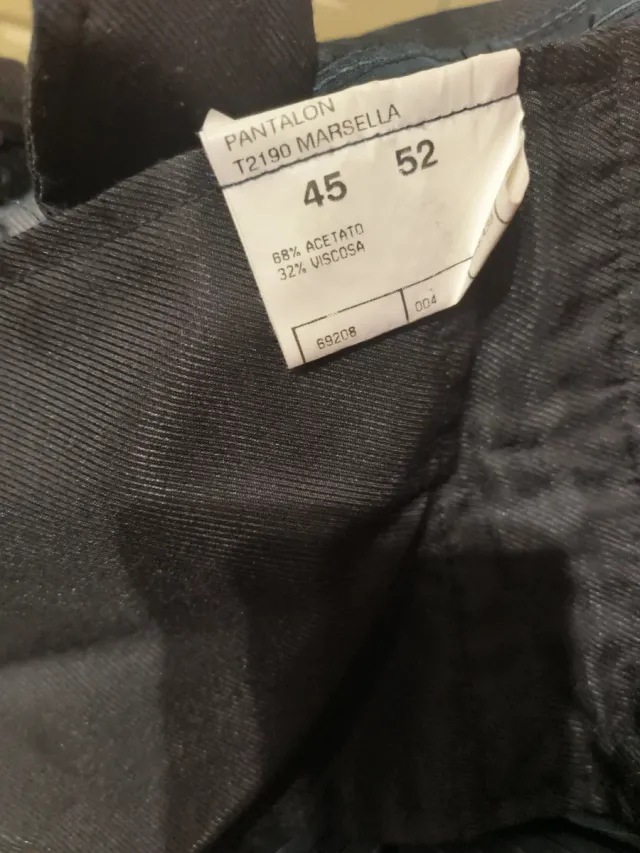 PANTALON
T2190 MARSELLA
45 52
68% ACETATO
32% VISCOSA
69208 004